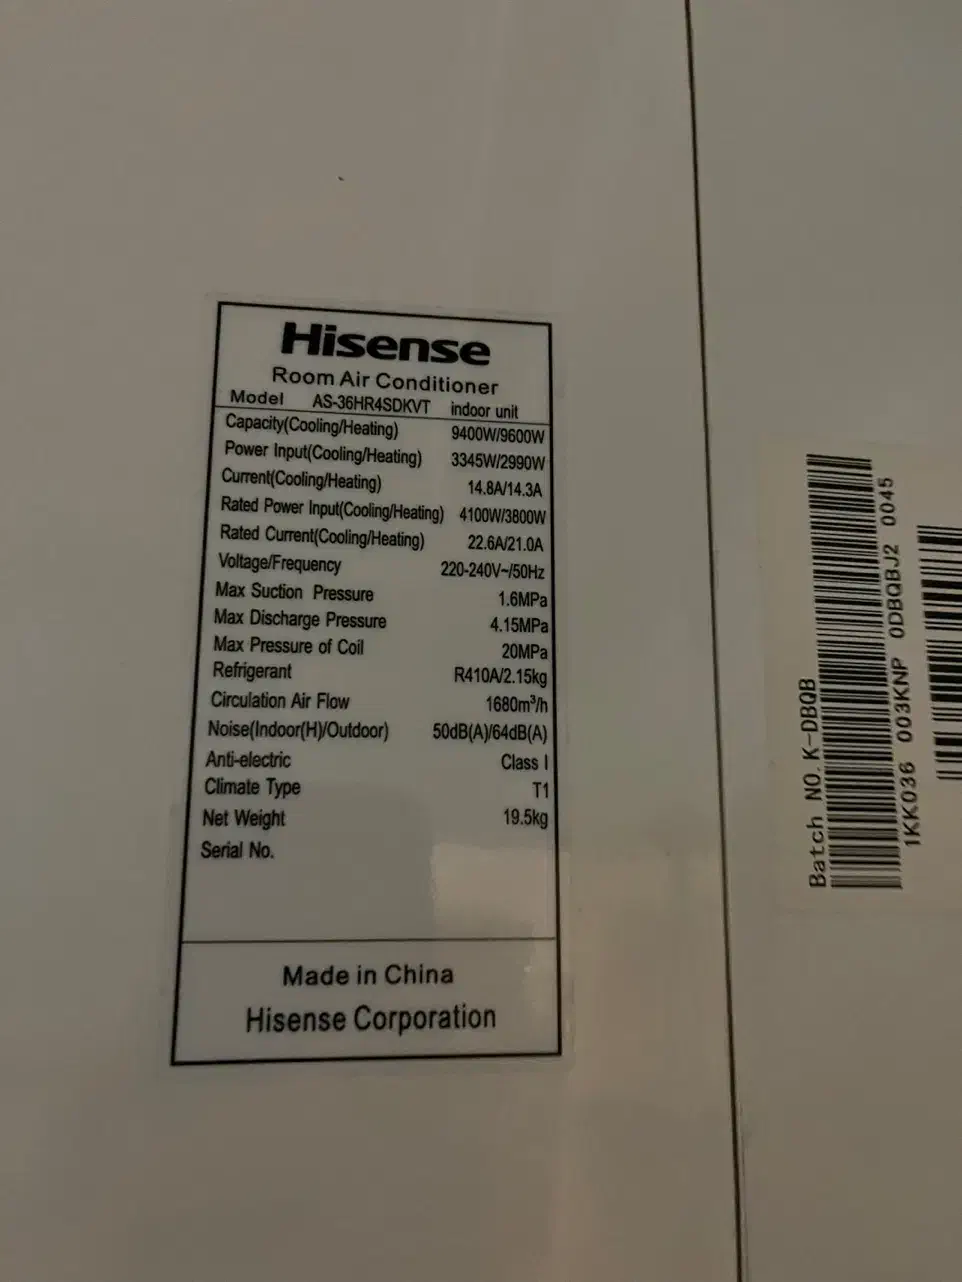 Hisense
Room Air Conditioner
Model AS-36HR4SDKVT indoor unit
Capacity(Cooling/Heating) 9400W/9600W
Power Input(Cooling/Heating) 3345W/2990W
Current(Cooling/Heating) 14.8A/14.3A
Rated Power Input(Cooling/Heating) 4100W/3800W
Rated Current(Cooling/Heating) 22.6A/21.0A
Voltage/Frequency 220-240V~/50Hz
Max Suction Pressure 1.6MPa
Max Discharge Pressure 4.15MPa
Max Pressure of Coil 20MPa
Refrigerant R410A/2.15kg
Circulation Air Flow 1680m³/h
Noise(Indoor(H)/Outdoor) 50dB(A)/64dB(A)
Anti-electric Class I
Climate Type T1
Net Weight 19.5kg
Serial No.
Made in China
Hisense Corporation
Batch NO.K-DBQB
1KK036 003KNP 0DBQBJ2 0045